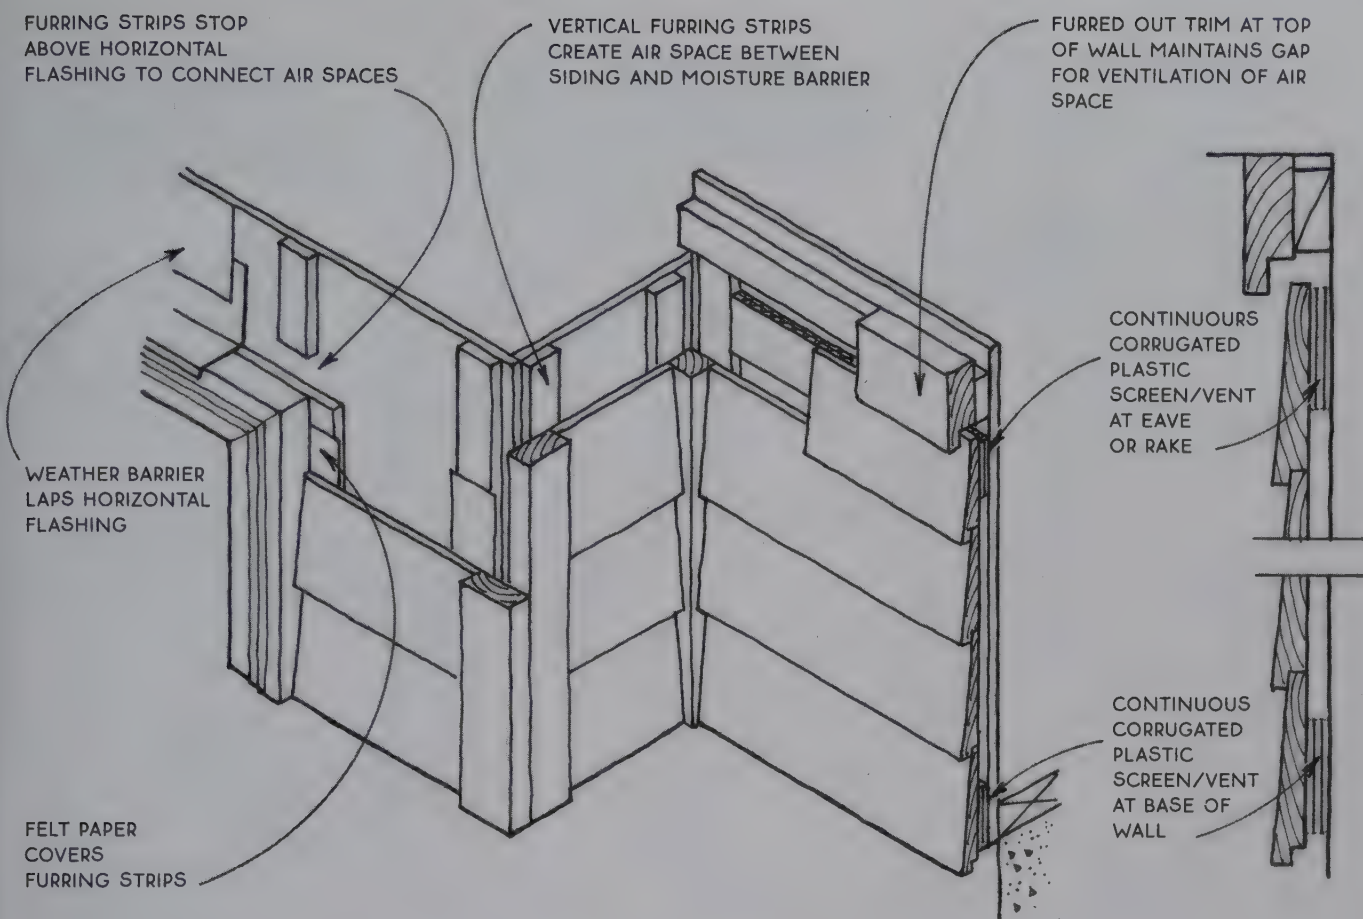 FURRING STRIPS STOP
ABOVE HORIZONTAL
FLASHING TO CONNECT AIR SPACES
VERTICAL FURRING STRIPS
CREATE AIR SPACE BETWEEN
SIDING AND MOISTURE BARRIER
FURRED OUT TRIM AT TOP
OF WALL MAINTAINS GAP
FOR VENTILATION OF AIR
SPACE
CONTINUOURS
CORRUGATED
PLASTIC
SCREEN/VENT
AT EAVE
OR RAKE
WEATHER BARRIER
LAPS HORIZONTAL
FLASHING
CONTINUOUS
CORRUGATED
PLASTIC
SCREEN/VENT
AT BASE OF
WALL
FELT PAPER
COVERS
FURRING STRIPS